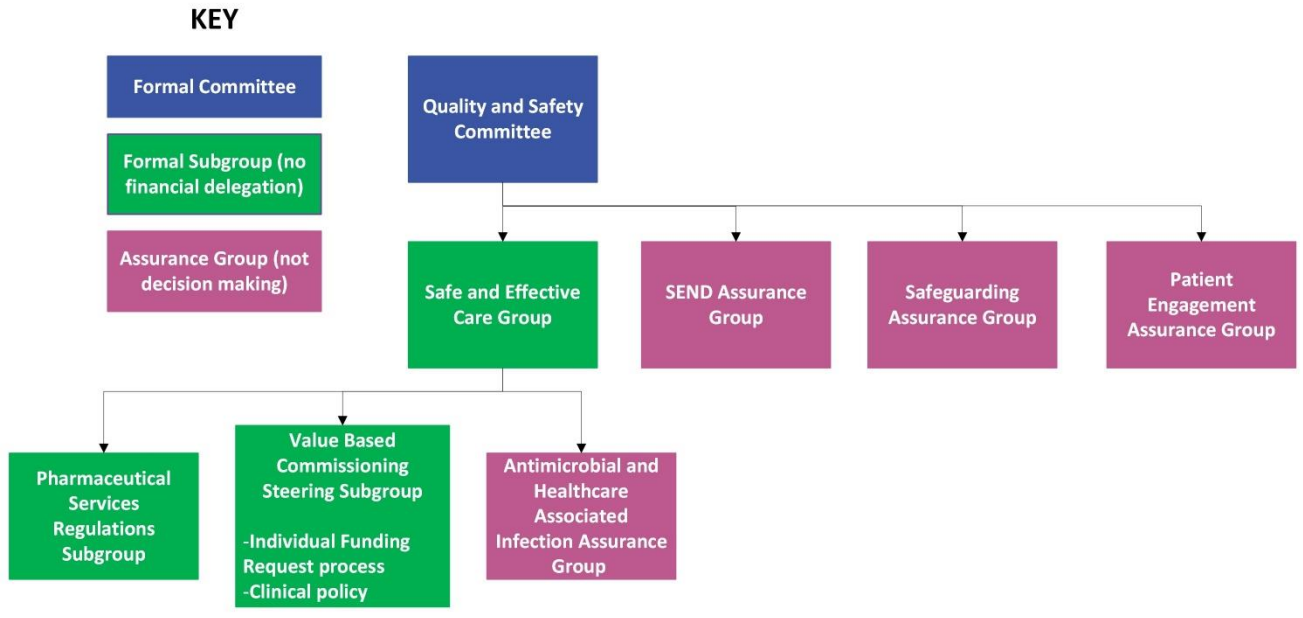 KEY
Formal Committee
Formal Subgroup (no
financial delegation)
Assurance Group (not
decision making)
Quality and Safety
Committee
Safe and Effective
Care Group
SEND Assurance
Group
Safeguarding
Assurance Group
Patient
Engagement
Assurance Group
Pharmaceutical
Services
Regulations
Subgroup
Value Based
Commissioning
Steering Subgroup
-Individual Funding
Request process
-Clinical policy
Antimicrobial and
Healthcare
Associated
Infection Assurance
Group